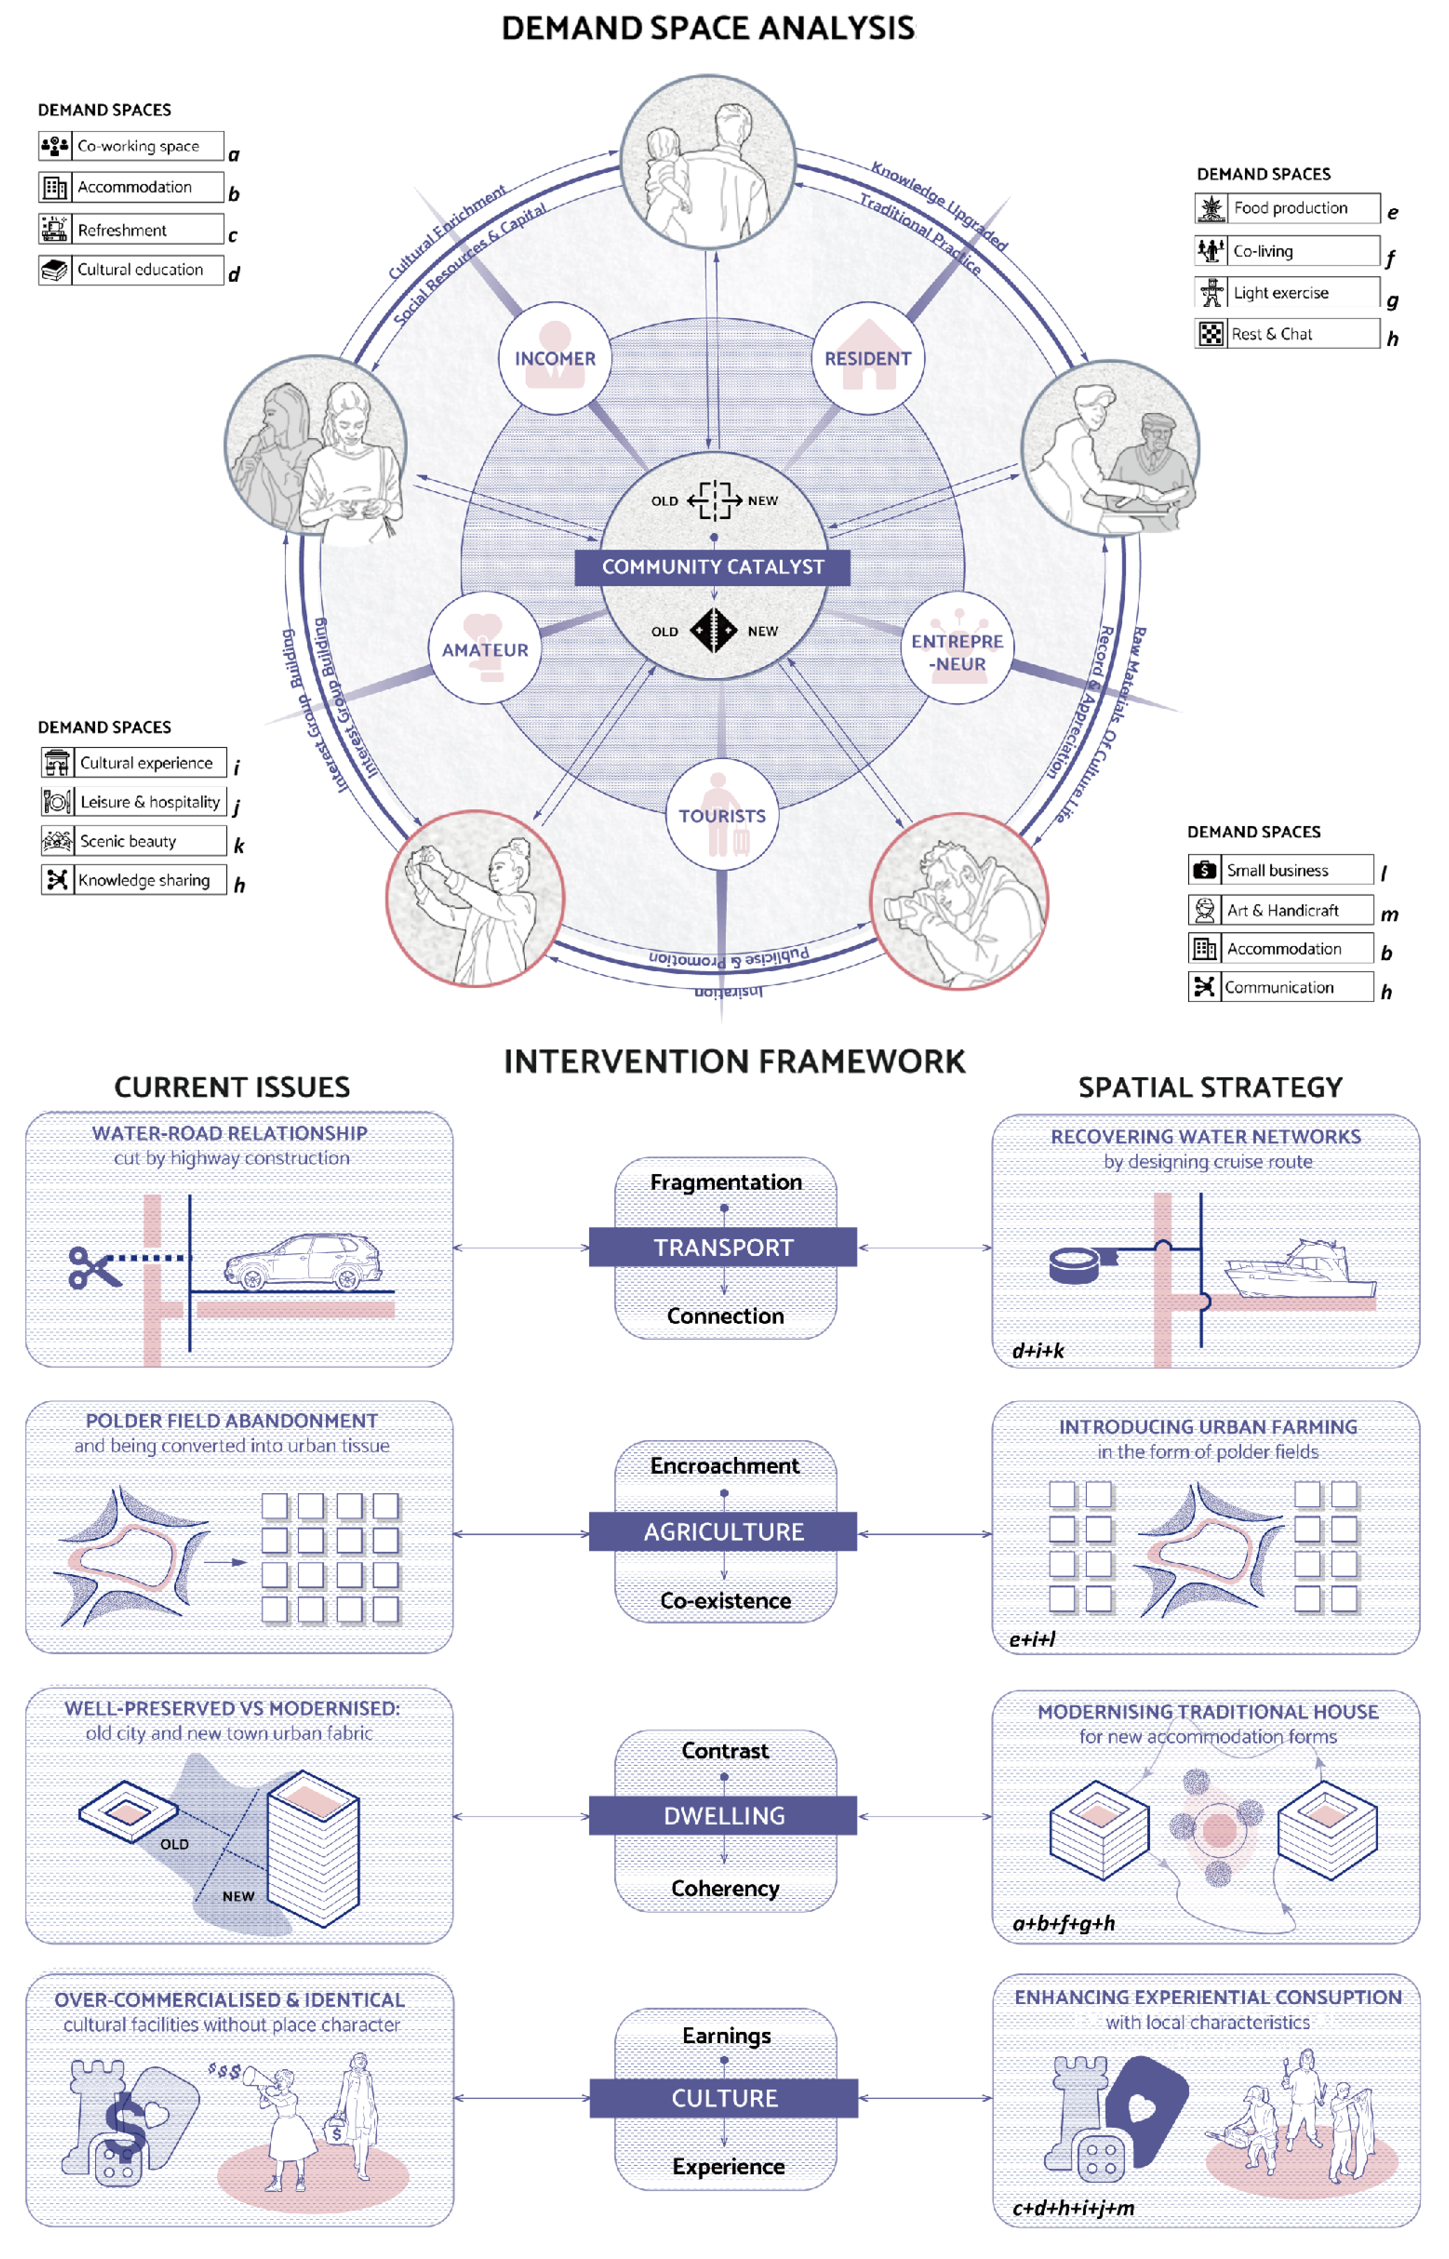 DEMAND SPACE ANALYSIS
DEMAND SPACES
Co-working space a
Accommodation b
Refreshment c
Cultural education d
DEMAND SPACES
Food production e
Co-living f
Light exercise g
Rest & Chat h
Cultural Enrichment
Social Resources & Capital
Knowledge Upgraded
Traditional Practice
INCOMER
RESIDENT
OLD NEW
COMMUNITY CATALYST
OLD NEW
AMATEUR
ENTREPRE
-NEUR
TOURISTS
Interest Group Building
Interest Group Building
Record & Appreciation
Raw Materials Of Culture Life
Publicise & Promotion
Insiration
DEMAND SPACES
Cultural experience i
Leisure & hospitality j
Scenic beauty k
Knowledge sharing h
DEMAND SPACES
Small business l
Art & Handicraft m
Accommodation b
Communication h
INTERVENTION FRAMEWORK
CURRENT ISSUES
SPATIAL STRATEGY
WATER-ROAD RELATIONSHIP
cut by highway construction
Fragmentation
TRANSPORT
Connection
RECOVERING WATER NETWORKS
by designing cruise route
d+i+k
POLDER FIELD ABANDONMENT
and being converted into urban tissue
Encroachment
AGRICULTURE
Co-existence
INTRODUCING URBAN FARMING
in the form of polder fields
e+i+l
WELL-PRESERVED VS MODERNISED:
old city and new town urban fabric
OLD
NEW
Contrast
DWELLING
Coherency
MODERNISING TRADITIONAL HOUSE
for new accommodation forms
a+b+f+g+h
OVER-COMMERCIALISED & IDENTICAL
cultural facilities without place character
$$$
$
$
Earnings
CULTURE
Experience
ENHANCING EXPERIENTIAL CONSUPTION
with local characteristics
c+d+h+i+j+m